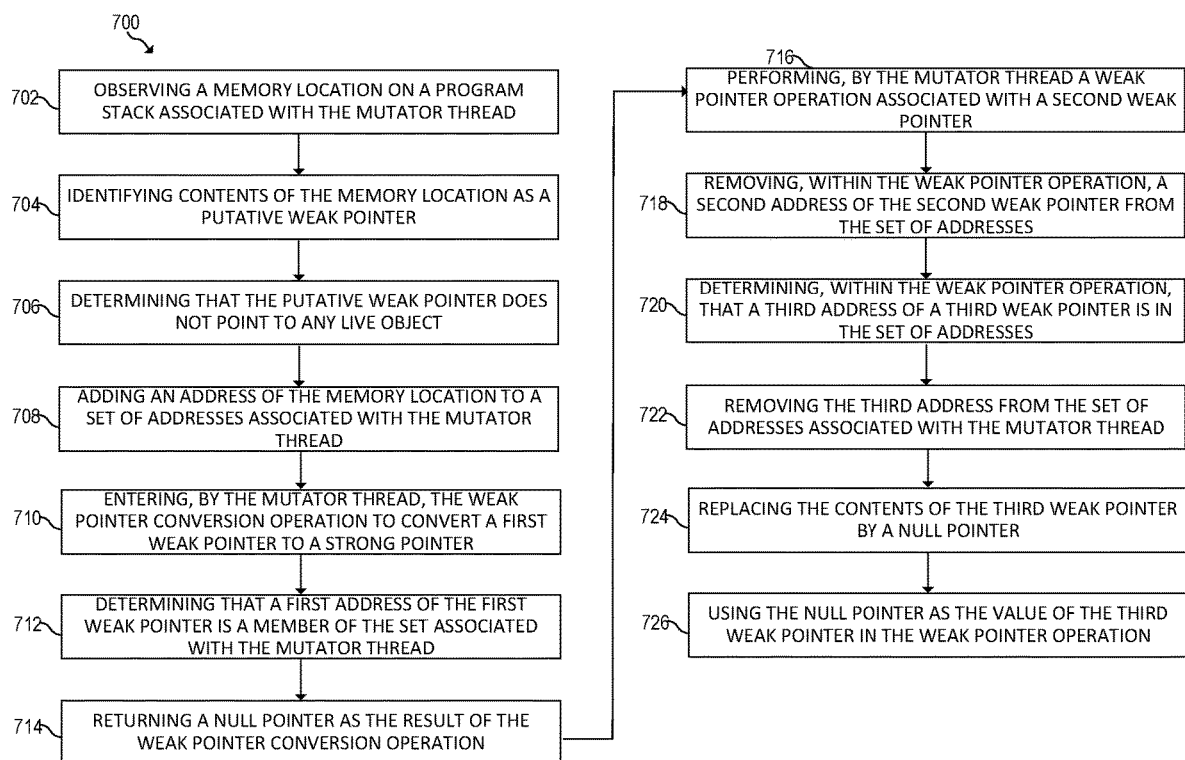 700
702
OBSERVING A MEMORY LOCATION ON A PROGRAM
STACK ASSOCIATED WITH THE MUTATOR THREAD
704
IDENTIFYING CONTENTS OF THE MEMORY LOCATION AS A
PUTATIVE WEAK POINTER
706
DETERMINING THAT THE PUTATIVE WEAK POINTER DOES
NOT POINT TO ANY LIVE OBJECT
708
ADDING AN ADDRESS OF THE MEMORY LOCATION TO A
SET OF ADDRESSES ASSOCIATED WITH THE MUTATOR
THREAD
710
ENTERING, BY THE MUTATOR THREAD, THE WEAK
POINTER CONVERSION OPERATION TO CONVERT A FIRST
WEAK POINTER TO A STRONG POINTER
712
DETERMINING THAT A FIRST ADDRESS OF THE FIRST
WEAK POINTER IS A MEMBER OF THE SET ASSOCIATED
WITH THE MUTATOR THREAD
714
RETURNING A NULL POINTER AS THE RESULT OF THE
WEAK POINTER CONVERSION OPERATION
716
PERFORMING, BY THE MUTATOR THREAD A WEAK
POINTER OPERATION ASSOCIATED WITH A SECOND WEAK
POINTER
718
REMOVING, WITHIN THE WEAK POINTER OPERATION, A
SECOND ADDRESS OF THE SECOND WEAK POINTER FROM
THE SET OF ADDRESSES
720
DETERMINING, WITHIN THE WEAK POINTER OPERATION,
THAT A THIRD ADDRESS OF A THIRD WEAK POINTER IS IN
THE SET OF ADDRESSES
722
REMOVING THE THIRD ADDRESS FROM THE SET OF
ADDRESSES ASSOCIATED WITH THE MUTATOR THREAD
724
REPLACING THE CONTENTS OF THE THIRD WEAK POINTER
BY A NULL POINTER
726
USING THE NULL POINTER AS THE VALUE OF THE THIRD
WEAK POINTER IN THE WEAK POINTER OPERATION